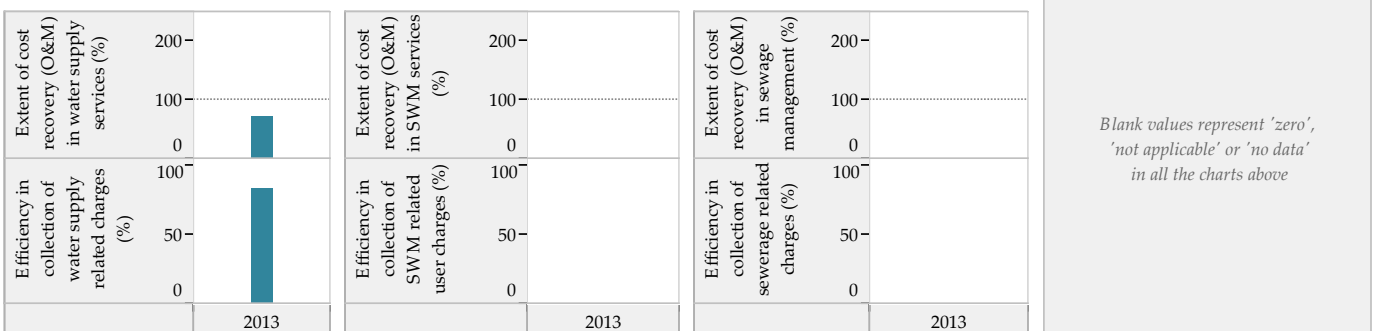 Extent of cost
recovery (O&M)
in water supply
services (%)
200
100
0
Efficiency in
collection of
water supply
related charges
(%)
100
50
0
2013
Extent of cost
recovery (O&M)
in SWM services
(%)
200
100
0
Efficiency in
collection of
SWM related
user charges (%)
100
50
0
2013
Extent of cost
recovery (O&M)
in sewage
management (%)
200
100
0
Efficiency in
collection of
sewerage related
charges (%)
100
50
0
2013
Blank values represent 'zero',
'not applicable' or 'no data'
in all the charts above